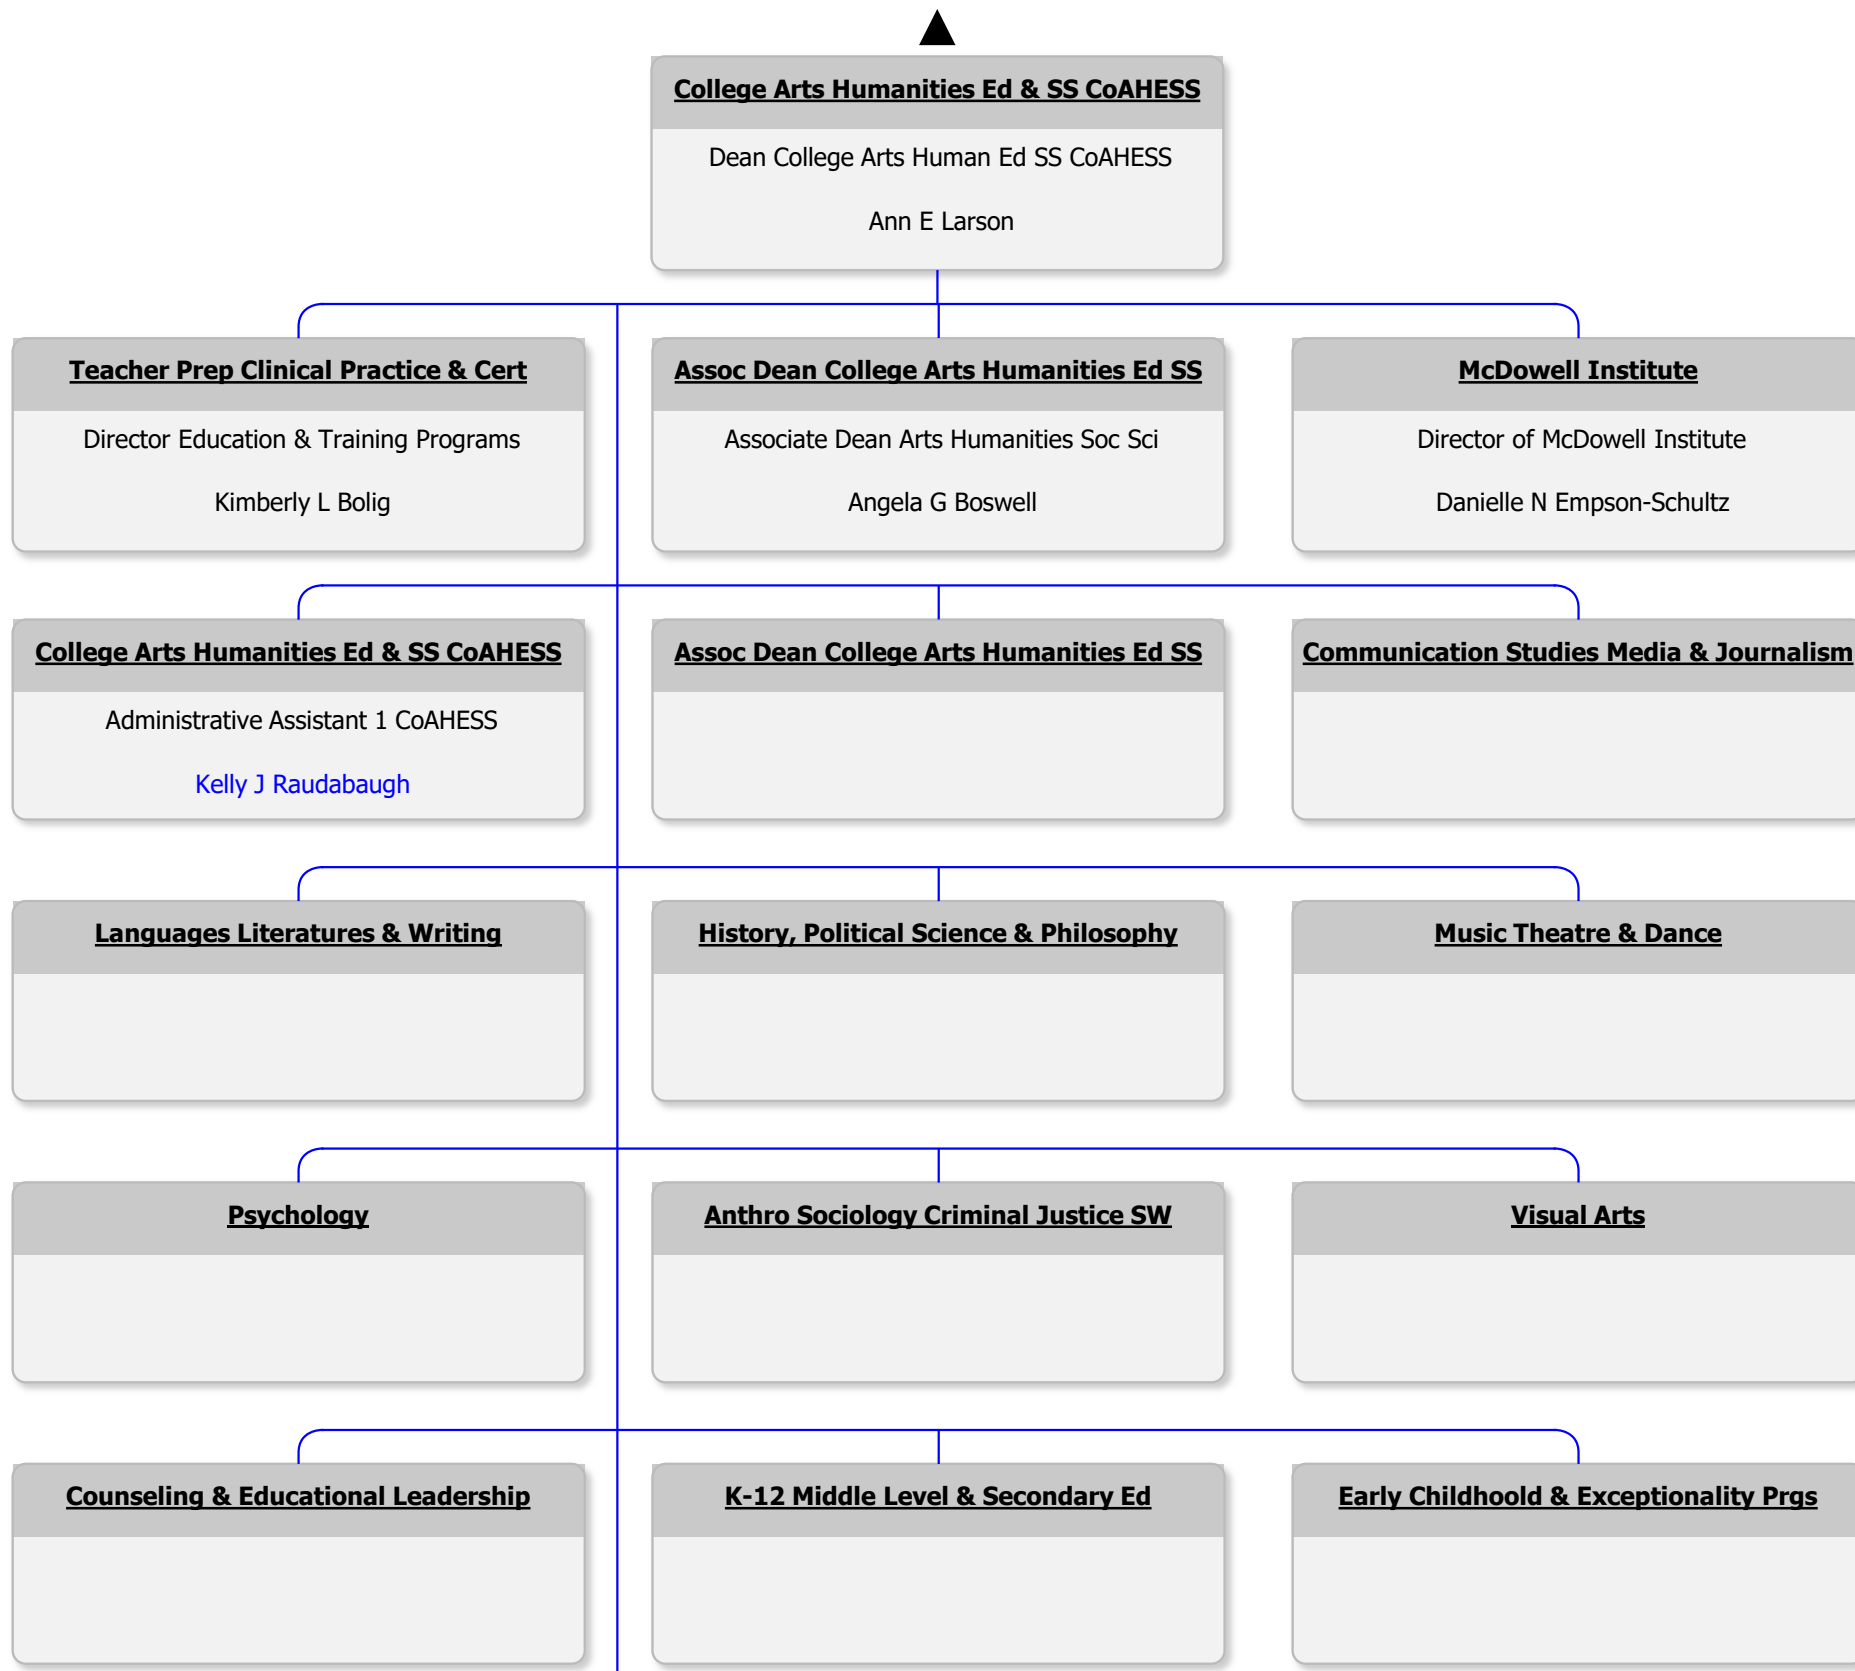 College Arts Humanities Ed & SS CoAHESS
Dean College Arts Human Ed SS CoAHESS
Ann E Larson
Teacher Prep Clinical Practice & Cert
Director Education & Training Programs
Kimberly L Bolig
Assoc Dean College Arts Humanities Ed SS
Associate Dean Arts Humanities Soc Sci
Angela G Boswell
McDowell Institute
Director of McDowell Institute
Danielle N Empson-Schultz
College Arts Humanities Ed & SS CoAHESS
Administrative Assistant 1 CoAHESS
Kelly J Raudabaugh
Assoc Dean College Arts Humanities Ed SS
Communication Studies Media & Journalism
Languages Literatures & Writing
History, Political Science & Philosophy
Music Theatre & Dance
Psychology
Anthro Sociology Criminal Justice SW
Visual Arts
Counseling & Educational Leadership
K-12 Middle Level & Secondary Ed
Early Childhoold & Exceptionality Prgs